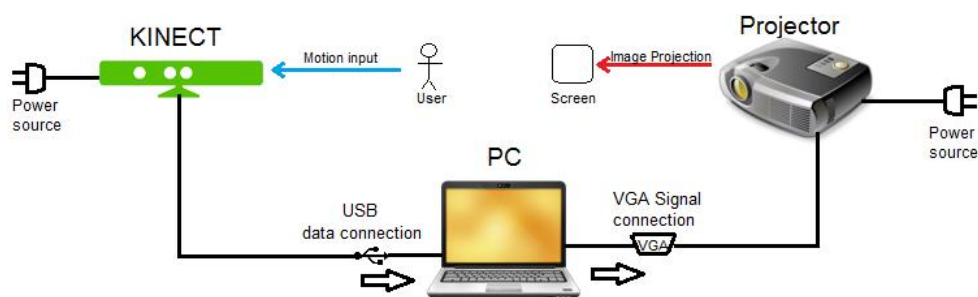 KINECT
Motion input
User
Power
source
Projector
Image Projection
Screen
Power
source
PC
USB
data connection
VGA Signal
connection
VGA